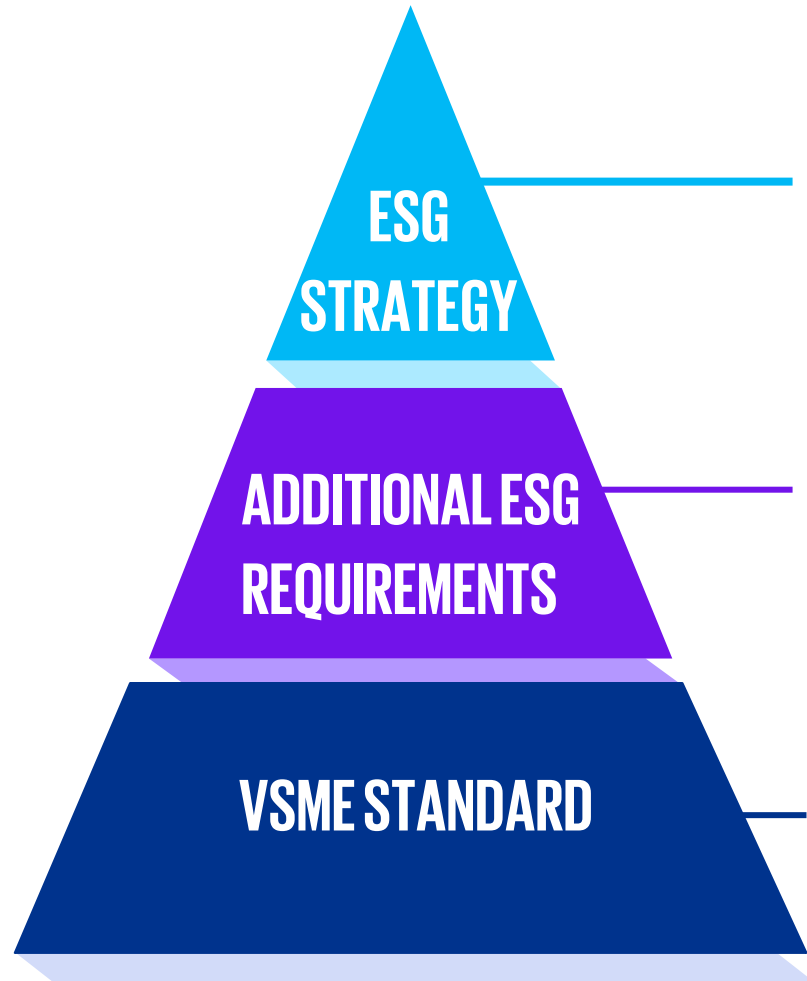 ESG
STRATEGY
ADDITIONAL ESG
REQUIREMENTS
VSME STANDARD